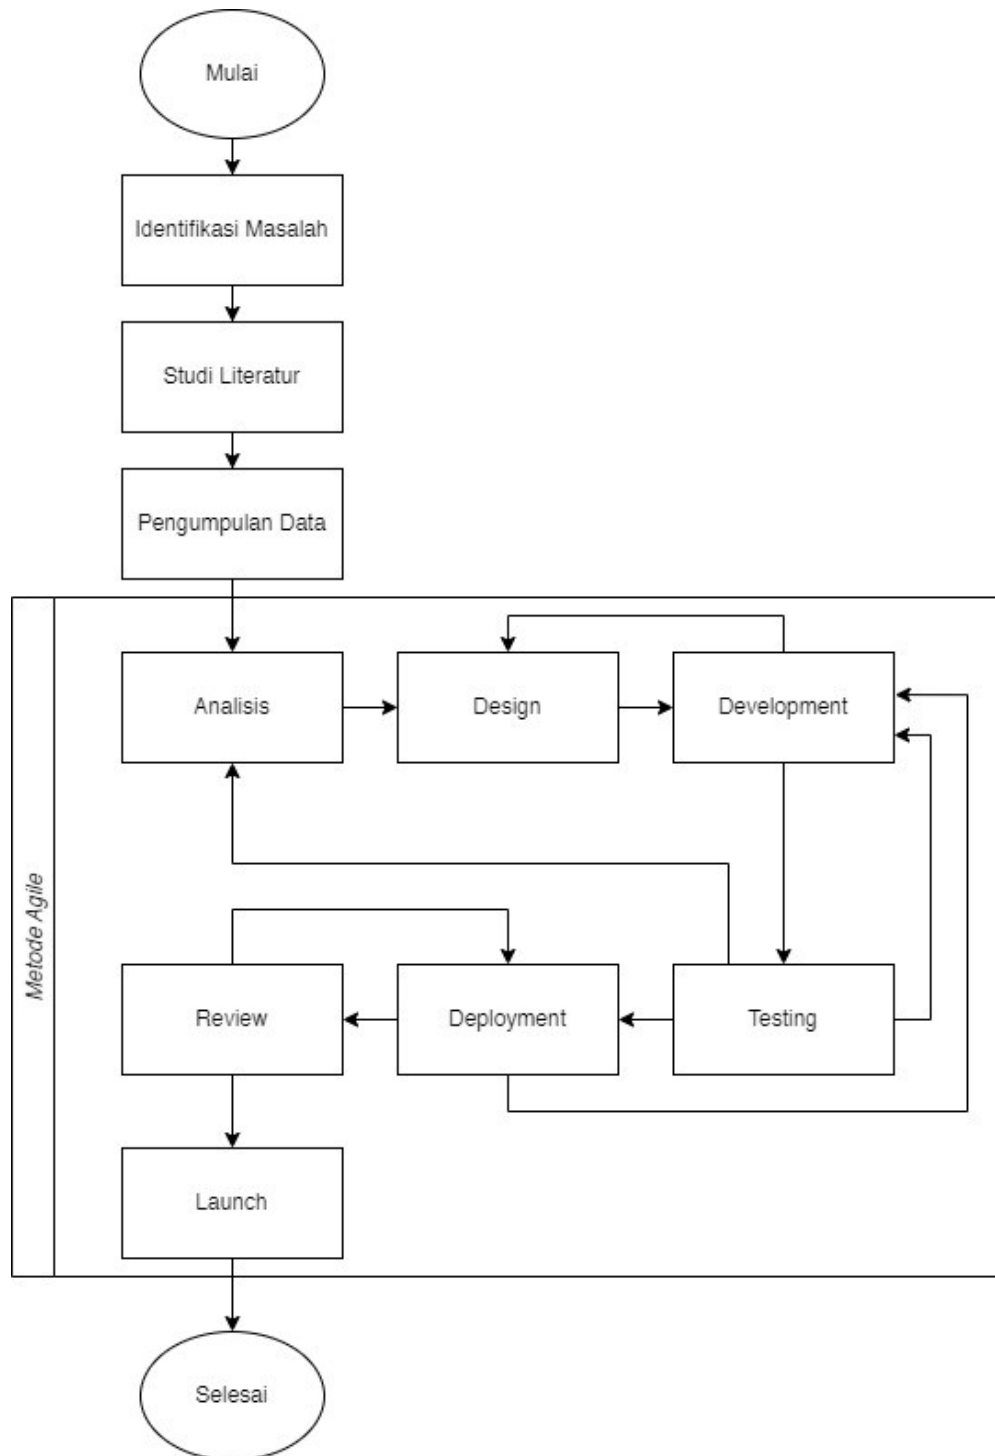 Mulai
Identifikasi Masalah
Studi Literatur
Pengumpulan Data
Metode Agile
Analisis
Design
Development
Review
Deployment
Testing
Launch
Selesai